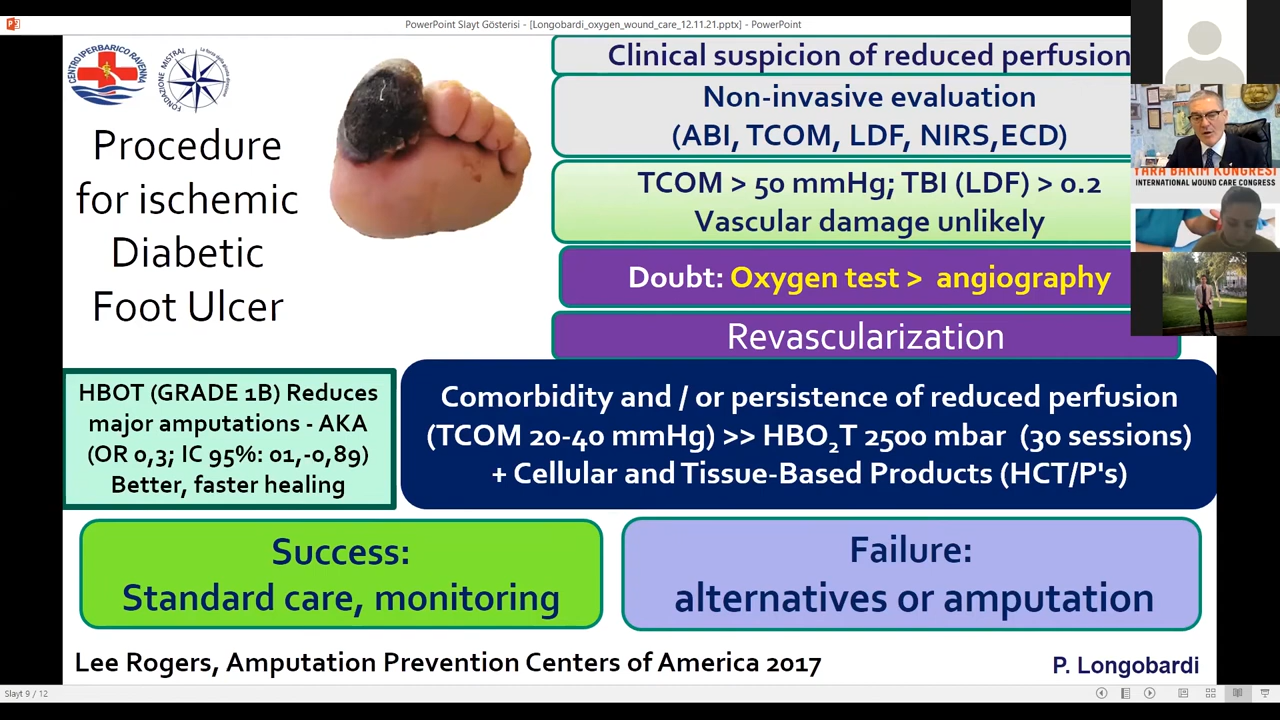 PowerPoint Slayt Gösterisi - [Longobardi_oxygen_wound_care_12.11.21.pptx] - PowerPoint
CENTRO IPERBARICO RAVENNA
FONDAZIONE MISTRAL
Procedure
for ischemic
Diabetic
Foot Ulcer
Clinical suspicion of reduced perfusion
Non-invasive evaluation
(ABI, TCOM, LDF, NIRS,ECD)
TCOM > 50 mmHg; TBI (LDF) > 0.2
Vascular damage unlikely
Doubt: Oxygen test > angiography
Revascularization
YARA BAKIM KONGRESİ
INTERNATIONAL WOUND CARE CONGRESS
HBOT (GRADE 1B) Reduces
major amputations - AKA
(OR 0,3; IC 95%: 01,-0,89)
Better, faster healing
Comorbidity and / or persistence of reduced perfusion
(TCOM 20-40 mmHg) >> HBO₂T 2500 mbar (30 sessions)
+ Cellular and Tissue-Based Products (HCT/P's)
Success:
Standard care, monitoring
Failure:
alternatives or amputation
Lee Rogers, Amputation Prevention Centers of America 2017
P. Longobardi
Slayt 9 / 12